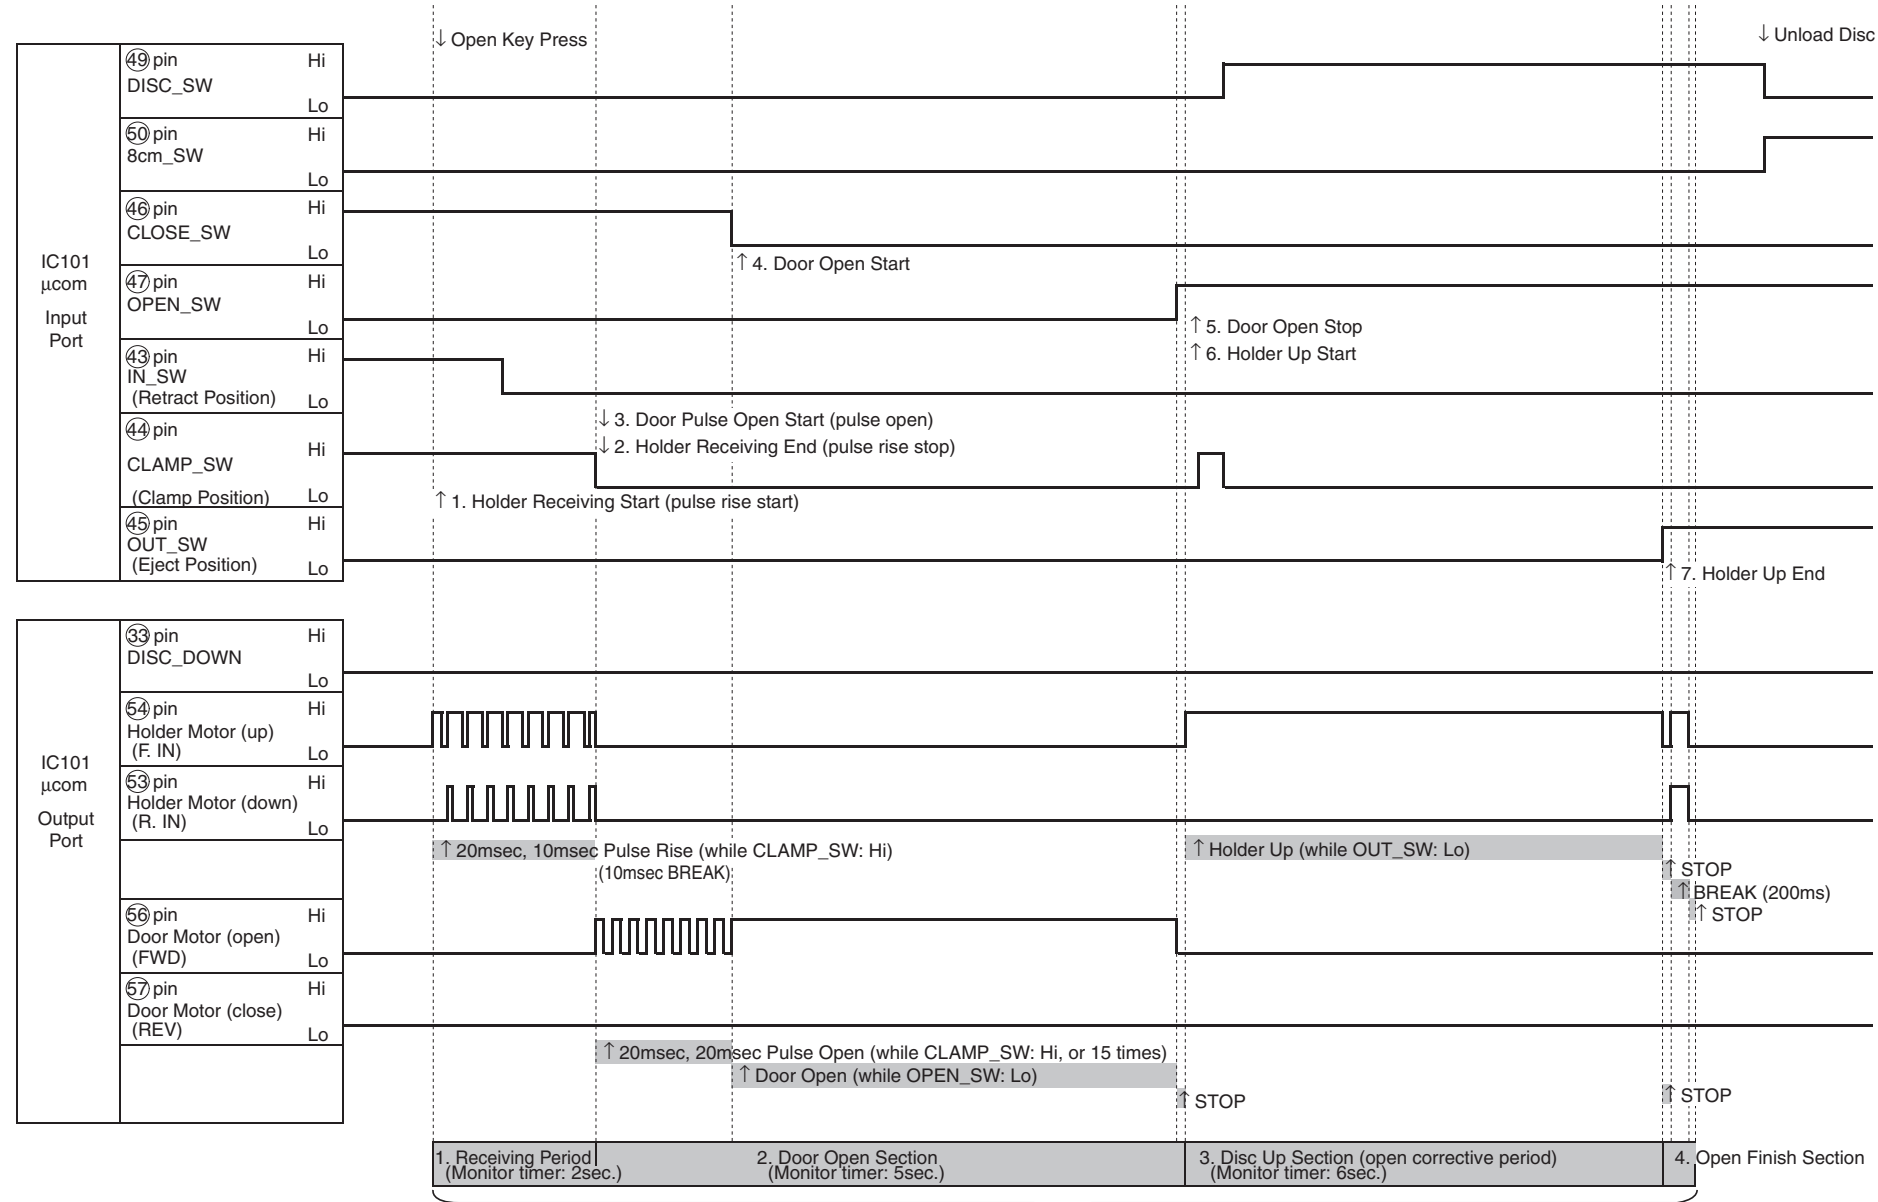 ↓ Open Key Press
↓ Unload Disc
IC101
μcom
Input
Port
49 pin Hi
DISC_SW
Lo
50 pin Hi
8cm_SW
Lo
46 pin Hi
CLOSE_SW
Lo
↑ 4. Door Open Start
47 pin Hi
OPEN_SW
Lo
↑ 5. Door Open Stop
↑ 6. Holder Up Start
43 pin Hi
IN_SW
(Retract Position) Lo
↓ 3. Door Pulse Open Start (pulse open)
↓ 2. Holder Receiving End (pulse rise stop)
44 pin
Hi
CLAMP_SW
(Clamp Position) Lo
↑ 1. Holder Receiving Start (pulse rise start)
45 pin Hi
OUT_SW
(Eject Position) Lo
↑ 7. Holder Up End
IC101
μcom
Output
Port
33 pin Hi
DISC_DOWN
Lo
54 pin Hi
Holder Motor (up)
(F. IN) Lo
53 pin Hi
Holder Motor (down)
(R. IN) Lo
↑ 20msec, 10msec Pulse Rise (while CLAMP_SW: Hi)
(10msec BREAK)
↑ Holder Up (while OUT_SW: Lo)
↑ STOP
↑ BREAK (200ms)
↑ STOP
56 pin Hi
Door Motor (open)
(FWD) Lo
57 pin Hi
Door Motor (close)
(REV) Lo
↑ 20msec, 20msec Pulse Open (while CLAMP_SW: Hi, or 15 times)
↑ Door Open (while OPEN_SW: Lo)
↑ STOP
↑ STOP
1. Receiving Period
(Monitor timer: 2sec.)
2. Door Open Section
(Monitor timer: 5sec.)
3. Disc Up Section (open corrective period)
(Monitor timer: 6sec.)
4. Open Finish Section